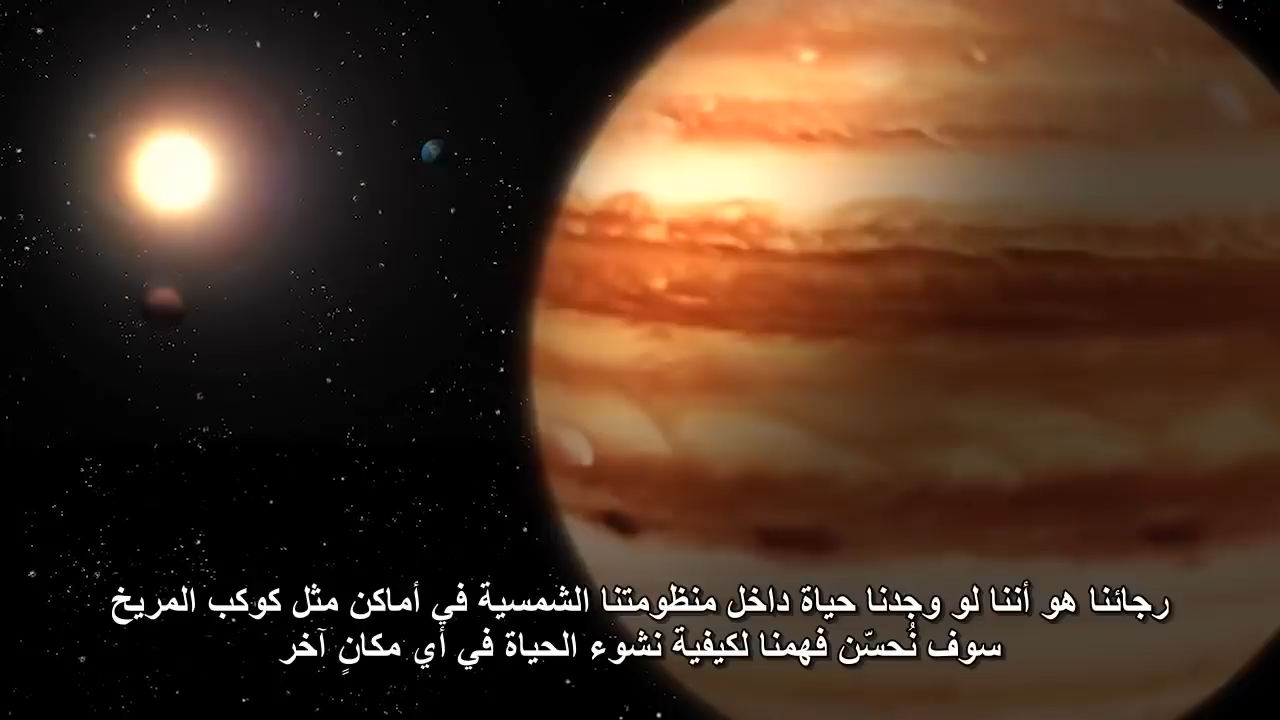 رجائنا هو أننا لو وجدنا حياة داخل منظومتنا الشمسية في أماكن مثل كوكب المريخ
سوف نُحسّن فهمنا لكيفية نشوء الحياة في أي مكانٍ آخر